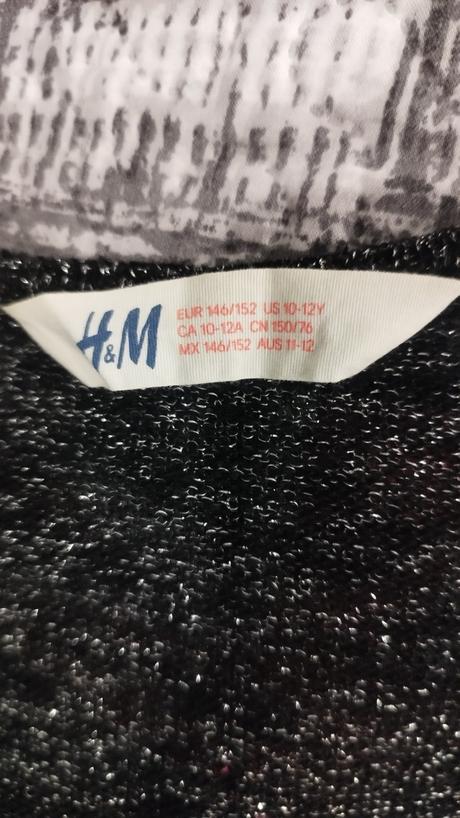 H&M
EUR 146/152 US 10-12Y
CA 10-12A CN 150/76
MX 146/152 AUS 11-12